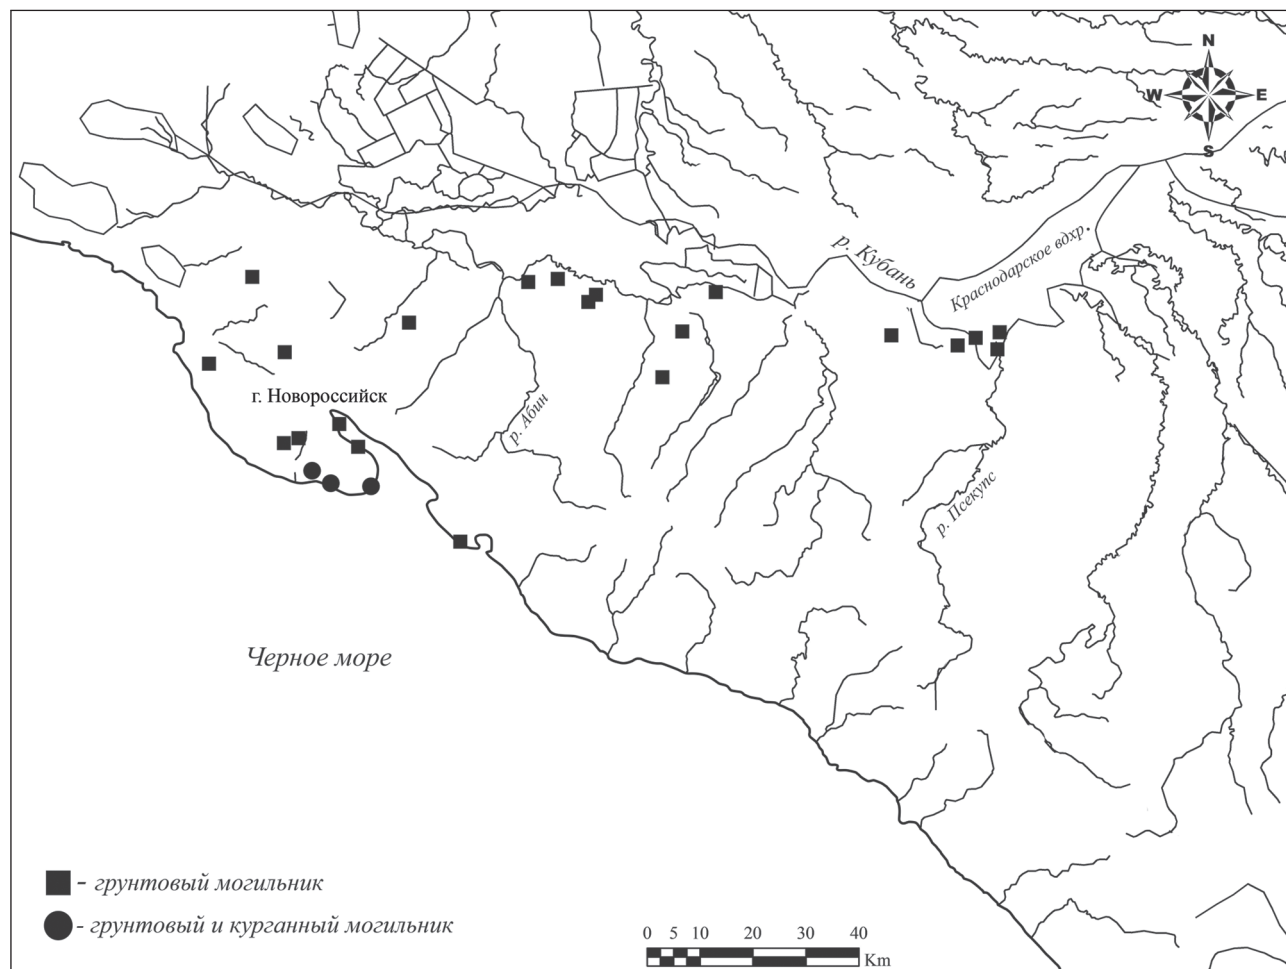 N
W E
S
р. Кубань
Краснодарское вдхр.
г. Новороссийск
р. Абин
р. Псекупс
Черное море
- грунтовый могильник
- грунтовый и курганный могильник
0 5 10 20 30 40
Km